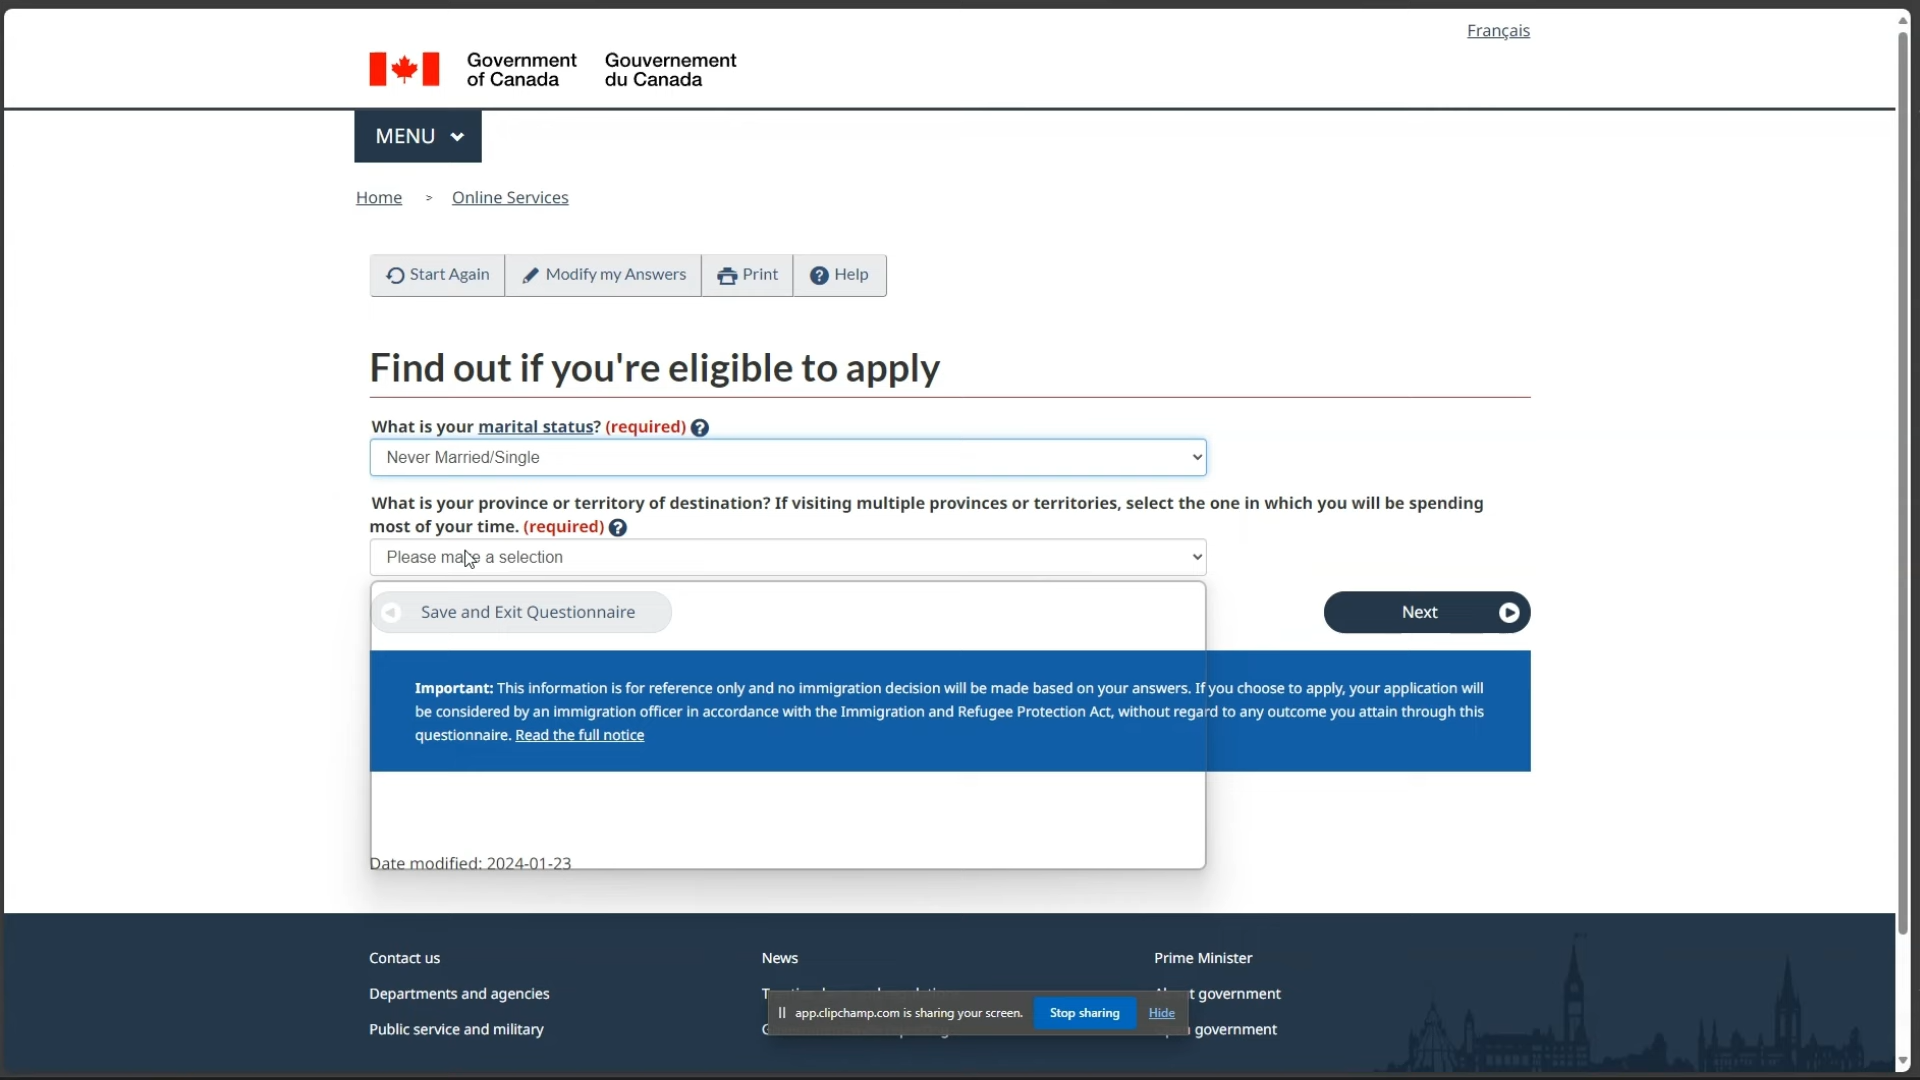 Français
Government
of Canada
Gouvernement
du Canada
MENU
Home > Online Services
Start Again
Modify my Answers
Print
Help
Find out if you're eligible to apply
What is your marital status? (required)
Never Married/Single
What is your province or territory of destination? If visiting multiple provinces or territories, select the one in which you will be spending
most of your time. (required)
Please make a selection
Save and Exit Questionnaire
Next
Important: This information is for reference only and no immigration decision will be made based on your answers. If you choose to apply, your application will
be considered by an immigration officer in accordance with the Immigration and Refugee Protection Act, without regard to any outcome you attain through this
questionnaire. Read the full notice
Date modified: 2024-01-23
Contact us
News
Prime Minister
Departments and agencies
government
Public service and military
government
app.clipchamp.com is sharing your screen.
Stop sharing
Hide